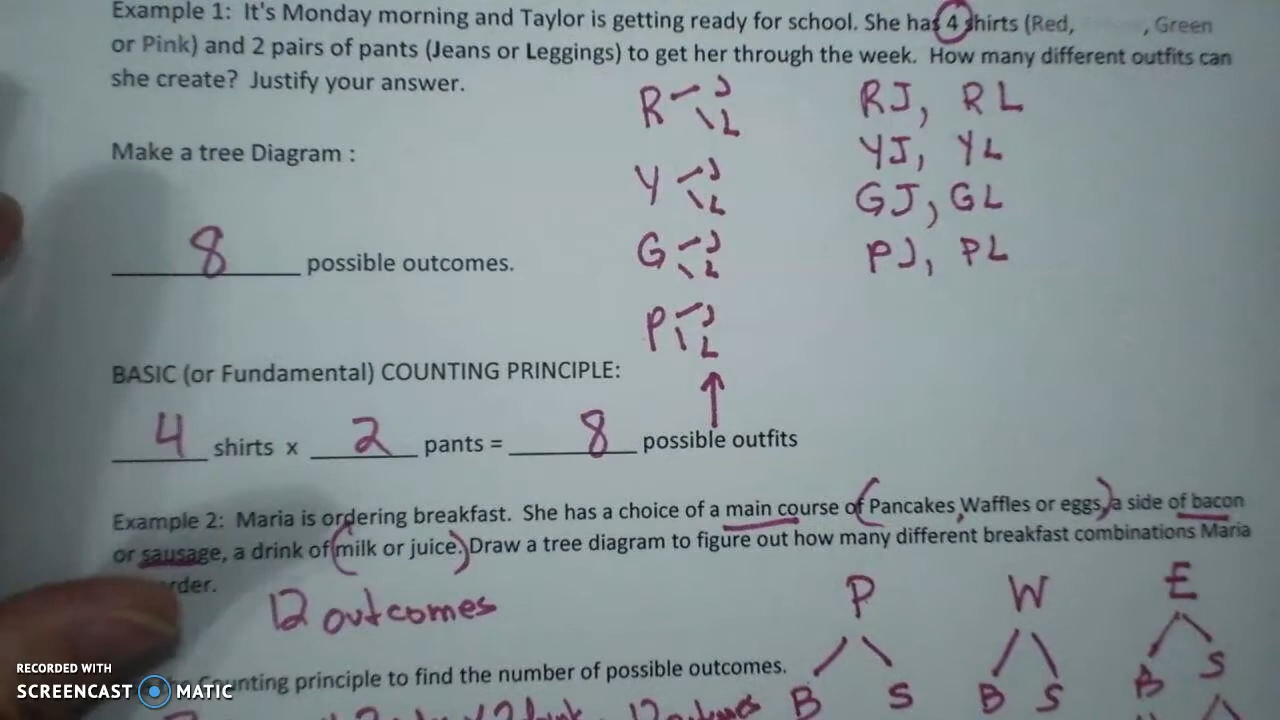 Example 1: It's Monday morning and Taylor is getting ready for school. She has 4 shirts (Red, , Green
or Pink) and 2 pairs of pants (Jeans or Leggings) to get her through the week. How many different outfits can
she create? Justify your answer.
R J L
RJ, RL
Make a tree Diagram :
Y J L
YJ, YL
GJ, GL
8 possible outcomes.
G J L
PJ, PL
P J L
BASIC (or Fundamental) COUNTING PRINCIPLE:
4 shirts x 2 pants = 8 possible outfits
Example 2: Maria is ordering breakfast. She has a choice of a main course of Pancakes, Waffles or eggs, a side of bacon
or sausage, a drink of milk or juice. Draw a tree diagram to figure out how many different breakfast combinations Maria
order.
12 outcomes
P W E
Counting principle to find the number of possible outcomes.
B S B S B S
12 outcomes
RECORDED WITH
SCREENCAST MATIC